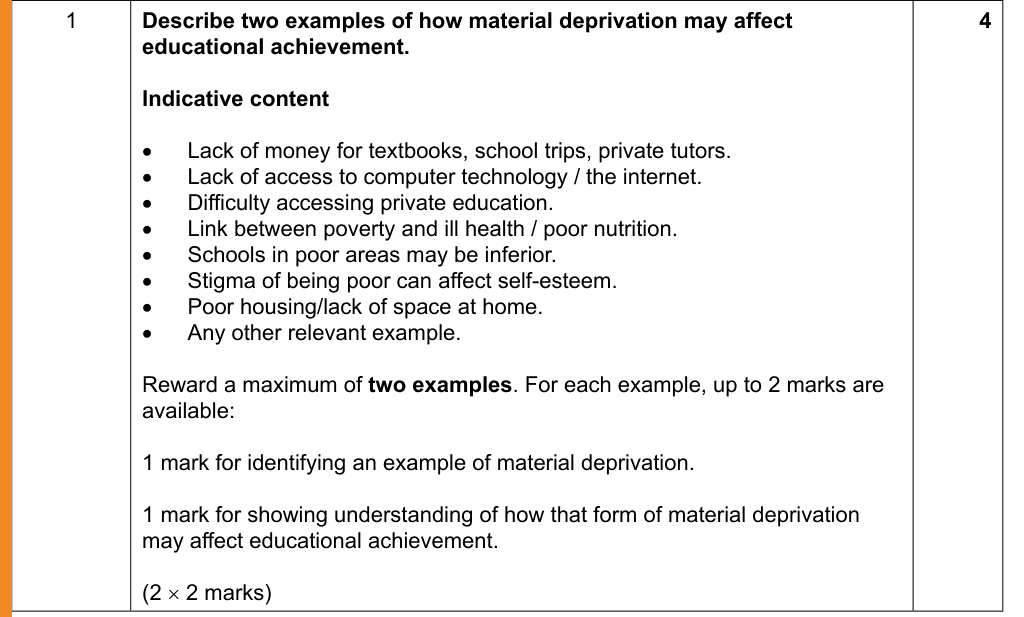 1 Describe two examples of how material deprivation may affect 4
educational achievement.
Indicative content
• Lack of money for textbooks, school trips, private tutors.
• Lack of access to computer technology / the internet.
• Difficulty accessing private education.
• Link between poverty and ill health / poor nutrition.
• Schools in poor areas may be inferior.
• Stigma of being poor can affect self-esteem.
• Poor housing/lack of space at home.
• Any other relevant example.
Reward a maximum of two examples. For each example, up to 2 marks are
available:
1 mark for identifying an example of material deprivation.
1 mark for showing understanding of how that form of material deprivation
may affect educational achievement.
(2 × 2 marks)